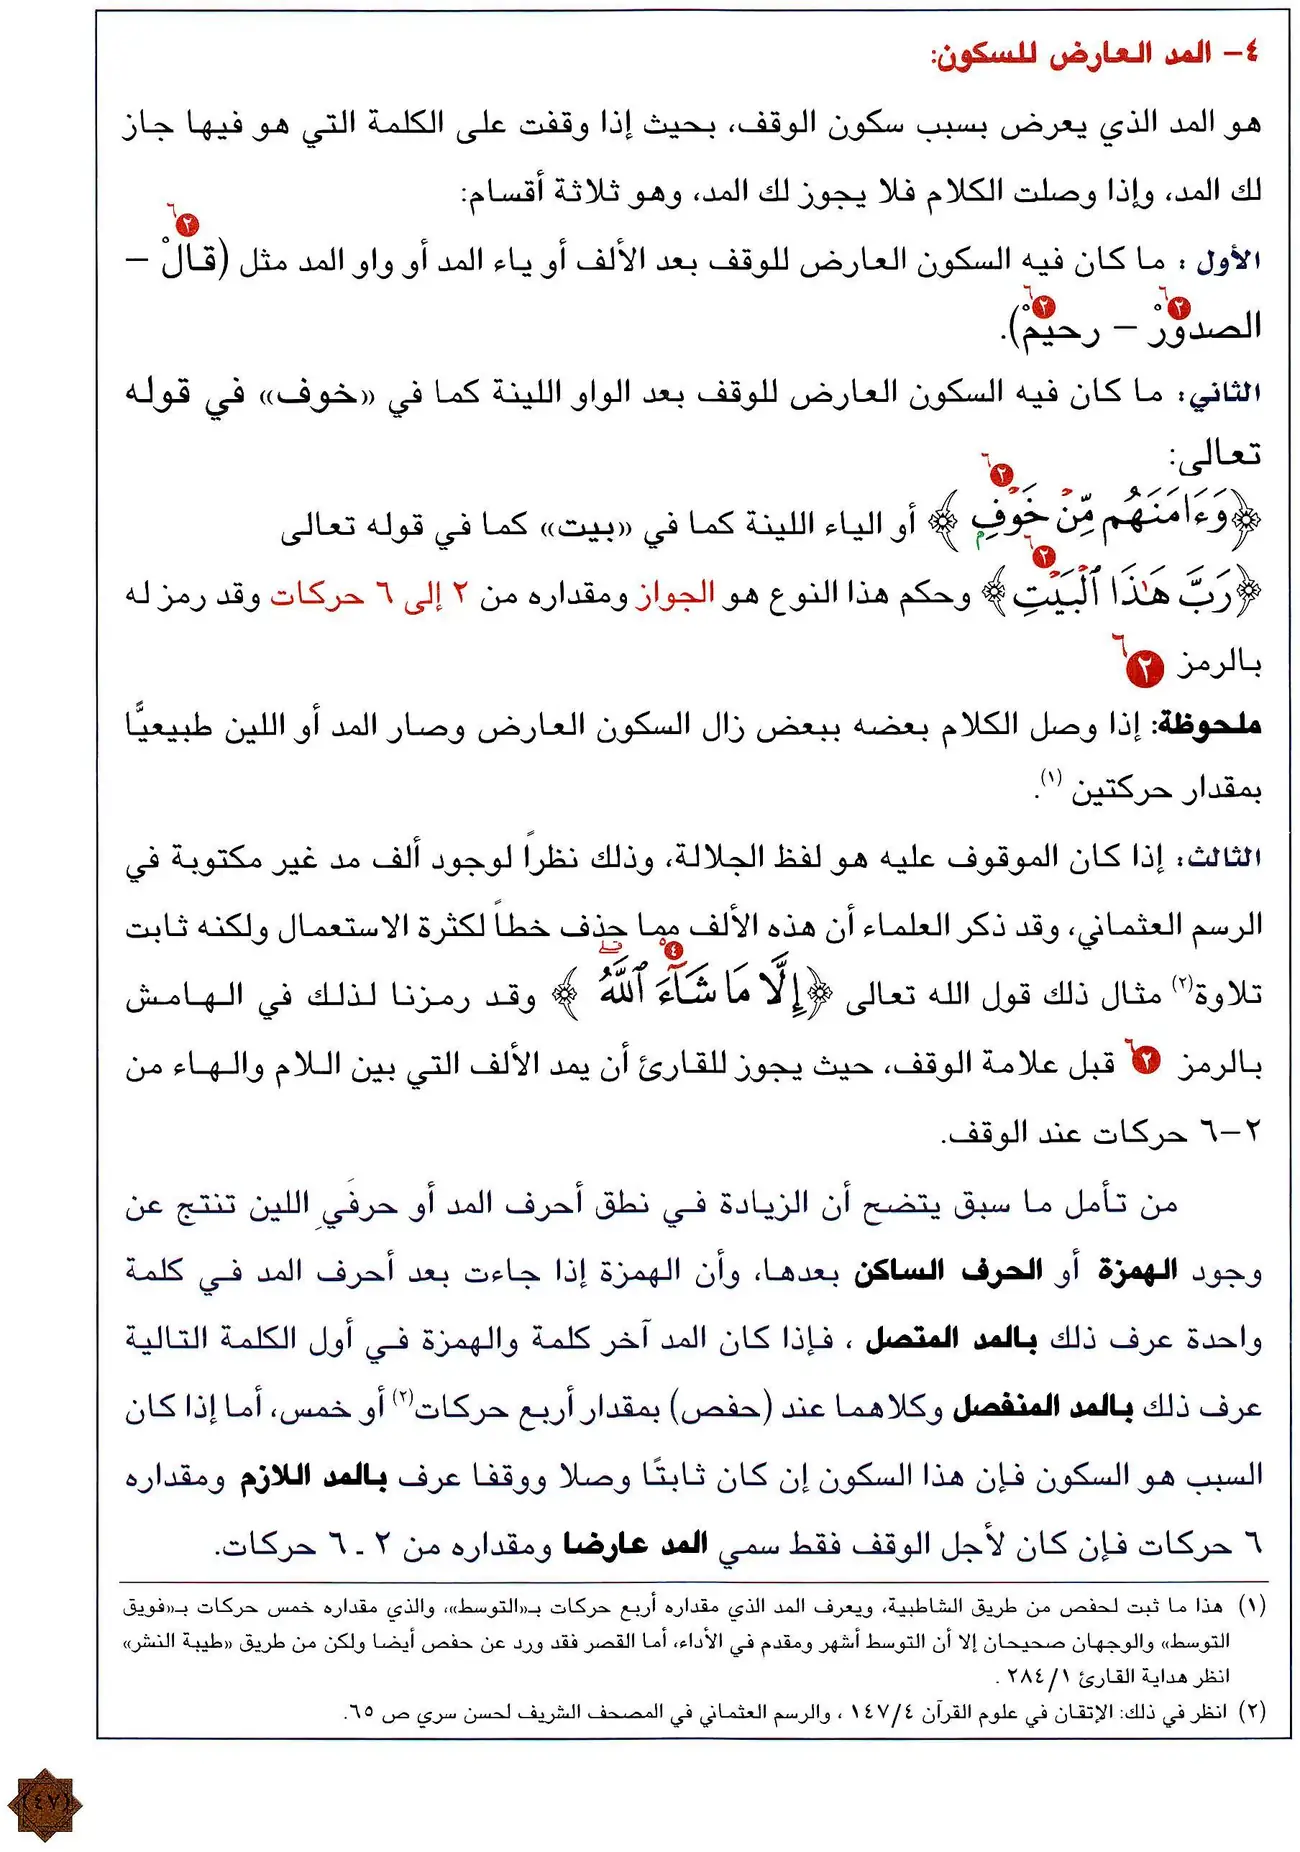 ٤- المد العارض للسكون:
هو المد الذي يعرض بسبب سكون الوقف، بحيث إذا وقفت على الكلمة التي هو فيها جاز
لك المد، وإذا وصلت الكلام فلا يجوز لك المد، وهو ثلاثة أقسام:
الأول : ما كان فيه السكون العارض للوقف بعد الألف أو ياء المد أو واو المد مثل (قالْ ٢ ٦ –
الصدورْ ٢ ٦ – رحيمْ ٢ ٦).
الثاني: ما كان فيه السكون العارض للوقف بعد الواو اللينة كما في «خوف» في قوله
تعالى:
﴿وَءَامَنَهُم مِّنْ خَوْفٍ ٢ ٦﴾ أو الياء اللينة كما في «بيت» كما في قوله تعالى
﴿رَبَّ هَٰذَا ٱلْبَيْتِ ٢ ٦﴾ وحكم هذا النوع هو الجواز ومقداره من ٢ إلى ٦ حركات وقد رمز له
بالرمز ٢ ٦
ملحوظة: إذا وصل الكلام بعضه ببعض زال السكون العارض وصار المد أو اللين طبيعيًّا
بمقدار حركتين (١).
الثالث: إذا كان الموقوف عليه هو لفظ الجلالة، وذلك نظراً لوجود ألف مد غير مكتوبة في
الرسم العثماني، وقد ذكر العلماء أن هذه الألف مما حذف خطاً لكثرة الاستعمال ولكنه ثابت
تلاوة(٢) مثال ذلك قول الله تعالى ﴿إِلَّا مَا شَآءَ ٤ ٥ ٱللَّهُ ۚ﴾ وقد رمزنا لذلك في الهامش
بالرمز ٢ ٦ قبل علامة الوقف، حيث يجوز للقارئ أن يمد الألف التي بين اللام والهاء من
٢-٦ حركات عند الوقف.
من تأمل ما سبق يتضح أن الزيادة في نطق أحرف المد أو حرفَيِ اللين تنتج عن
وجود الهمزة أو الحرف الساكن بعدها، وأن الهمزة إذا جاءت بعد أحرف المد في كلمة
واحدة عرف ذلك بالمد المتصل ، فإذا كان المد آخر كلمة والهمزة في أول الكلمة التالية
عرف ذلك بالمد المنفصل وكلاهما عند (حفص) بمقدار أربع حركات(٢) أو خمس، أما إذا كان
السبب هو السكون فإن هذا السكون إن كان ثابتًا وصلا ووقفا عرف بالمد اللازم ومقداره
٦ حركات فإن كان لأجل الوقف فقط سمي المد عارضا ومقداره من ٢ ـ ٦ حركات.
(١) هذا ما ثبت لحفص من طريق الشاطبية، ويعرف المد الذي مقداره أربع حركات بـ«التوسط»، والذي مقداره خمس حركات بـ«فويق
التوسط» والوجهان صحيحان إلا أن التوسط أشهر ومقدم في الأداء، أما القصر فقد ورد عن حفص أيضا ولكن من طريق «طيبة النشر»
انظر هداية القارئ ٢٨٤/١ .
(٢) انظر في ذلك: الإتقان في علوم القرآن ١٤٧/٤ ، والرسم العثماني في المصحف الشريف لحسن سري ص ٦٥.
(٤٧)